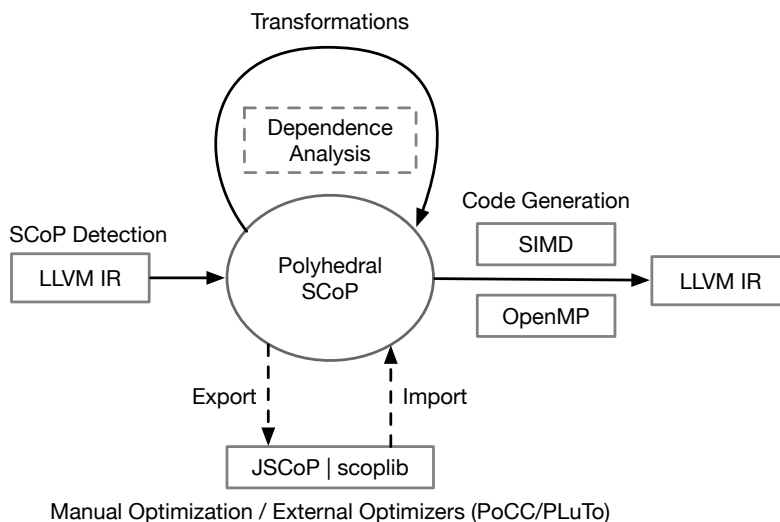 Transformations
Dependence
Analysis
Code Generation
SCoP Detection
SIMD
LLVM IR
Polyhedral
SCoP
LLVM IR
OpenMP
Export
Import
JSCoP | scoplib
Manual Optimization / External Optimizers (PoCC/PLuTo)